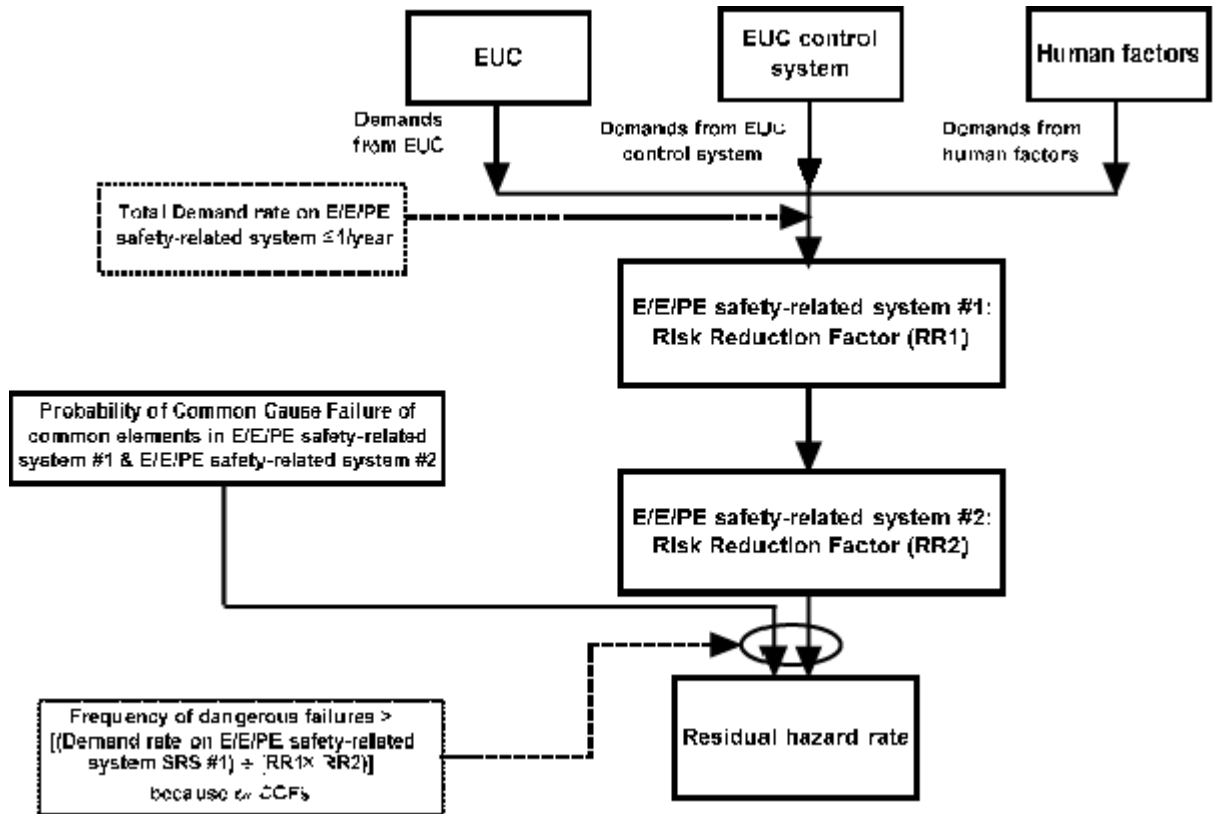 EUC
EUC control
system
Human factors
Demands
from EUC
Demands from EUC
control system
Demands from
human factors
Total Demand rate on E/E/PE
safety-related system ≤1/year
E/E/PE safety-related system #1:
Risk Reduction Factor (RR1)
Probability of Common Cause Failure of
common elements in E/E/PE safety-related
system #1 & E/E/PE safety-related system #2
E/E/PE safety-related system #2:
Risk Reduction Factor (RR2)
Frequency of dangerous failures >
[(Demand rate on E/E/PE safety-related
system SRS #1) ÷ (RR1× RR2)]
because of CCFs
Residual hazard rate